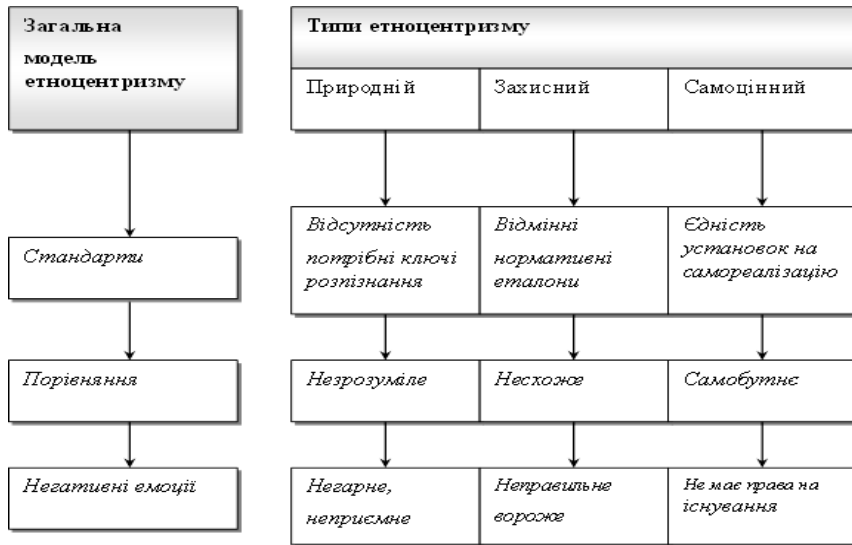 Загальна
модель
етноцентризму
Типи етноцентризму
Природній
Захисний
Самоцінний
Стандарти
Відсутність
потрібні ключі
розпізнання
Відмінні
нормативні
еталони
Єдність
установок на
самореалізацію
Порівняння
Незрозуміле
Несхоже
Самобутнє
Негативні емоції
Негарне,
неприємне
Неправильне
вороже
Не має права на
існування